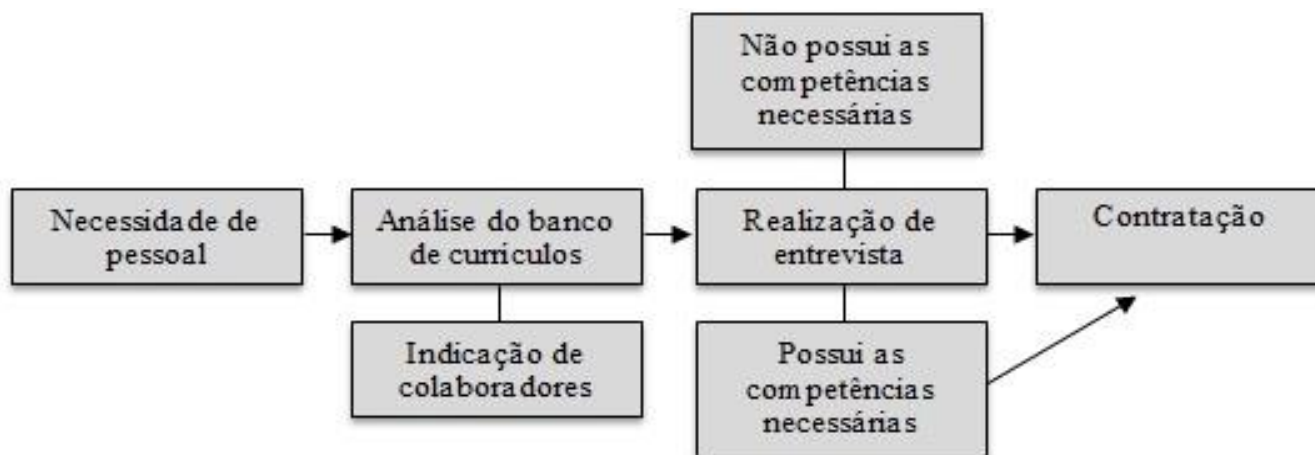 Não possui as
competências
necessárias
Necessidade de
pessoal
Análise do banco
de currículos
Realização de
entrevista
Contratação
Indicação de
colaboradores
Possui as
competências
necessárias